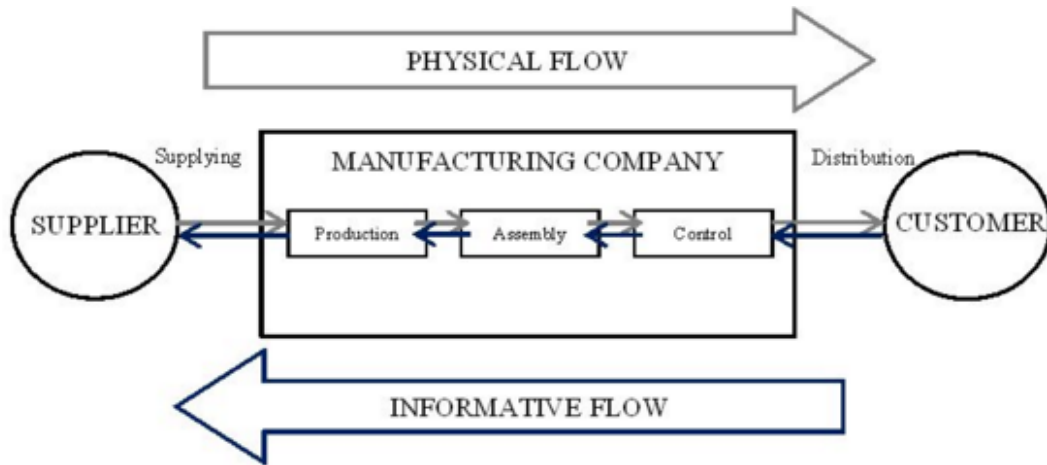 PHYSICAL FLOW
Supplying
MANUFACTURING COMPANY
Distribution
SUPPLIER
Production
Assembly
Control
CUSTOMER
INFORMATIVE FLOW